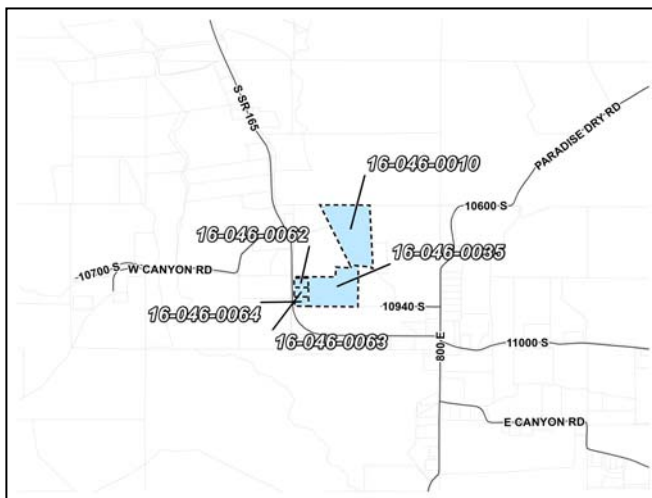 S SR-165
PARADISE DRY RD
16-046-0010
10600 S
16-046-0062
16-046-0035
10700 S
W CANYON RD
16-046-0064
10940 S
16-046-0063
800 E
11000 S
E CANYON RD